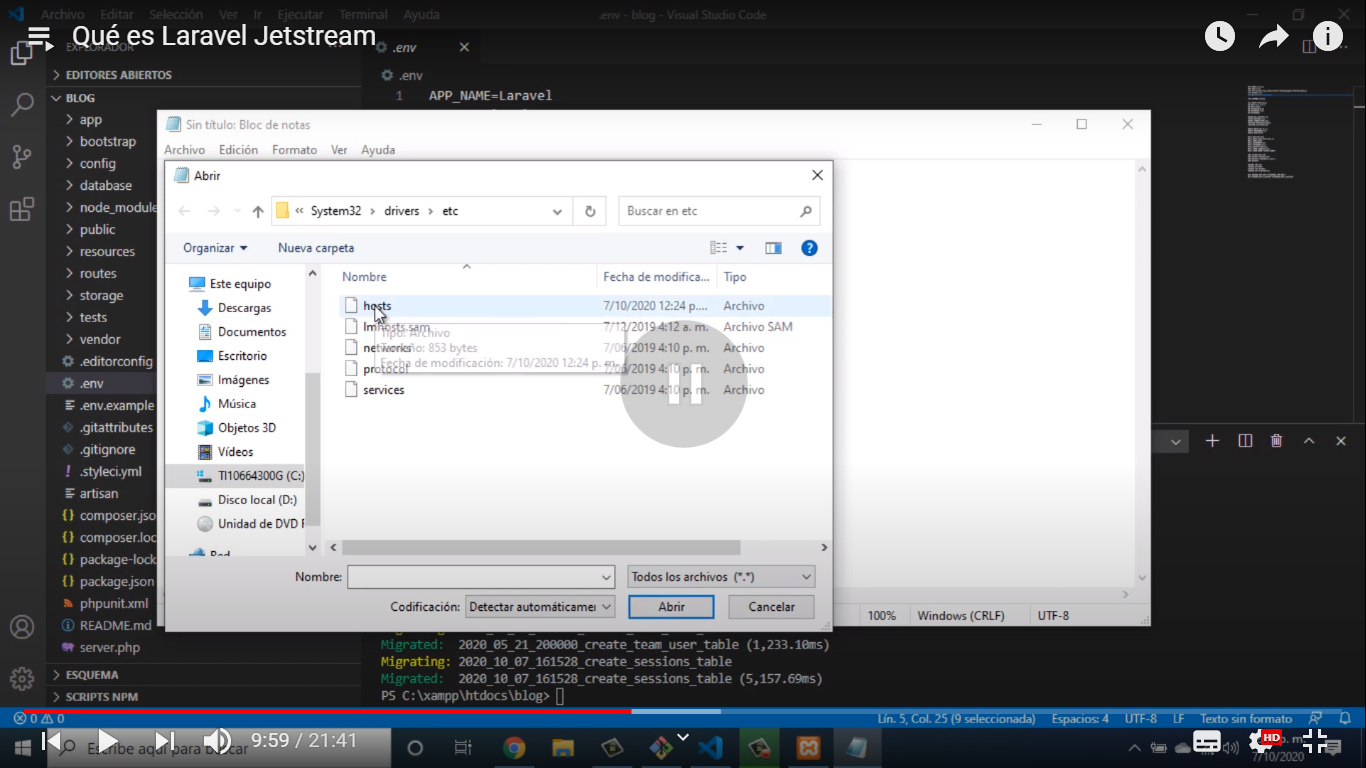 Archivo Editar Selección Ver Ir Ejecutar Terminal Ayuda
.env - blog - Visual Studio Code
Qué es Laravel Jetstream
EXPLORADOR
.env
EDITORES ABIERTOS
.env
BLOG
1 APP_NAME=Laravel
app
bootstrap
config
database
node_module
public
resources
routes
storage
tests
vendor
.editorconfig
.env
.env.example
.gitattributes
.gitignore
.styleci.yml
artisan
composer.jso
composer.loc
package-lock
package.json
phpunit.xml
README.md
server.php
ESQUEMA
SCRIPTS NPM
Sin título: Bloc de notas
Archivo Edición Formato Ver Ayuda
Abrir
« System32 › drivers › etc
Buscar en etc
Organizar Nueva carpeta
Este equipo
Descargas
Documentos
Escritorio
Imágenes
Música
Objetos 3D
Vídeos
TI10664300G (C:)
Disco local (D:)
Unidad de DVD
Red
Nombre Fecha de modifica... Tipo
hosts 7/10/2020 12:24 p.... Archivo
lmhosts.sam 7/12/2019 4:12 a. m. Archivo SAM
networks 7/06/2019 4:10 p. m. Archivo
protocol 7/06/2019 4:10 p. m. Archivo
services 7/06/2019 4:10 p. m. Archivo
Tipo: Archivo
Tamaño: 853 bytes
Fecha de modificación: 7/10/2020 12:24 p. m.
Nombre:
Todos los archivos (*.*)
Codificación: Detectar automáticame
Abrir Cancelar
100% Windows (CRLF) UTF-8
Migrated: 2020_05_21_200000_create_team_user_table (1,233.10ms)
Migrating: 2020_10_07_161528_create_sessions_table
Migrated: 2020_10_07_161528_create_sessions_table (5,157.69ms)
PS C:\xampp\htdocs\blog>
0 0
Lín. 5, Col. 25 (9 seleccionada) Espacios: 4 UTF-8 LF Texto sin formato
Escribe aquí para buscar
9:59 / 21:41
HD
p. m.
7/10/2020